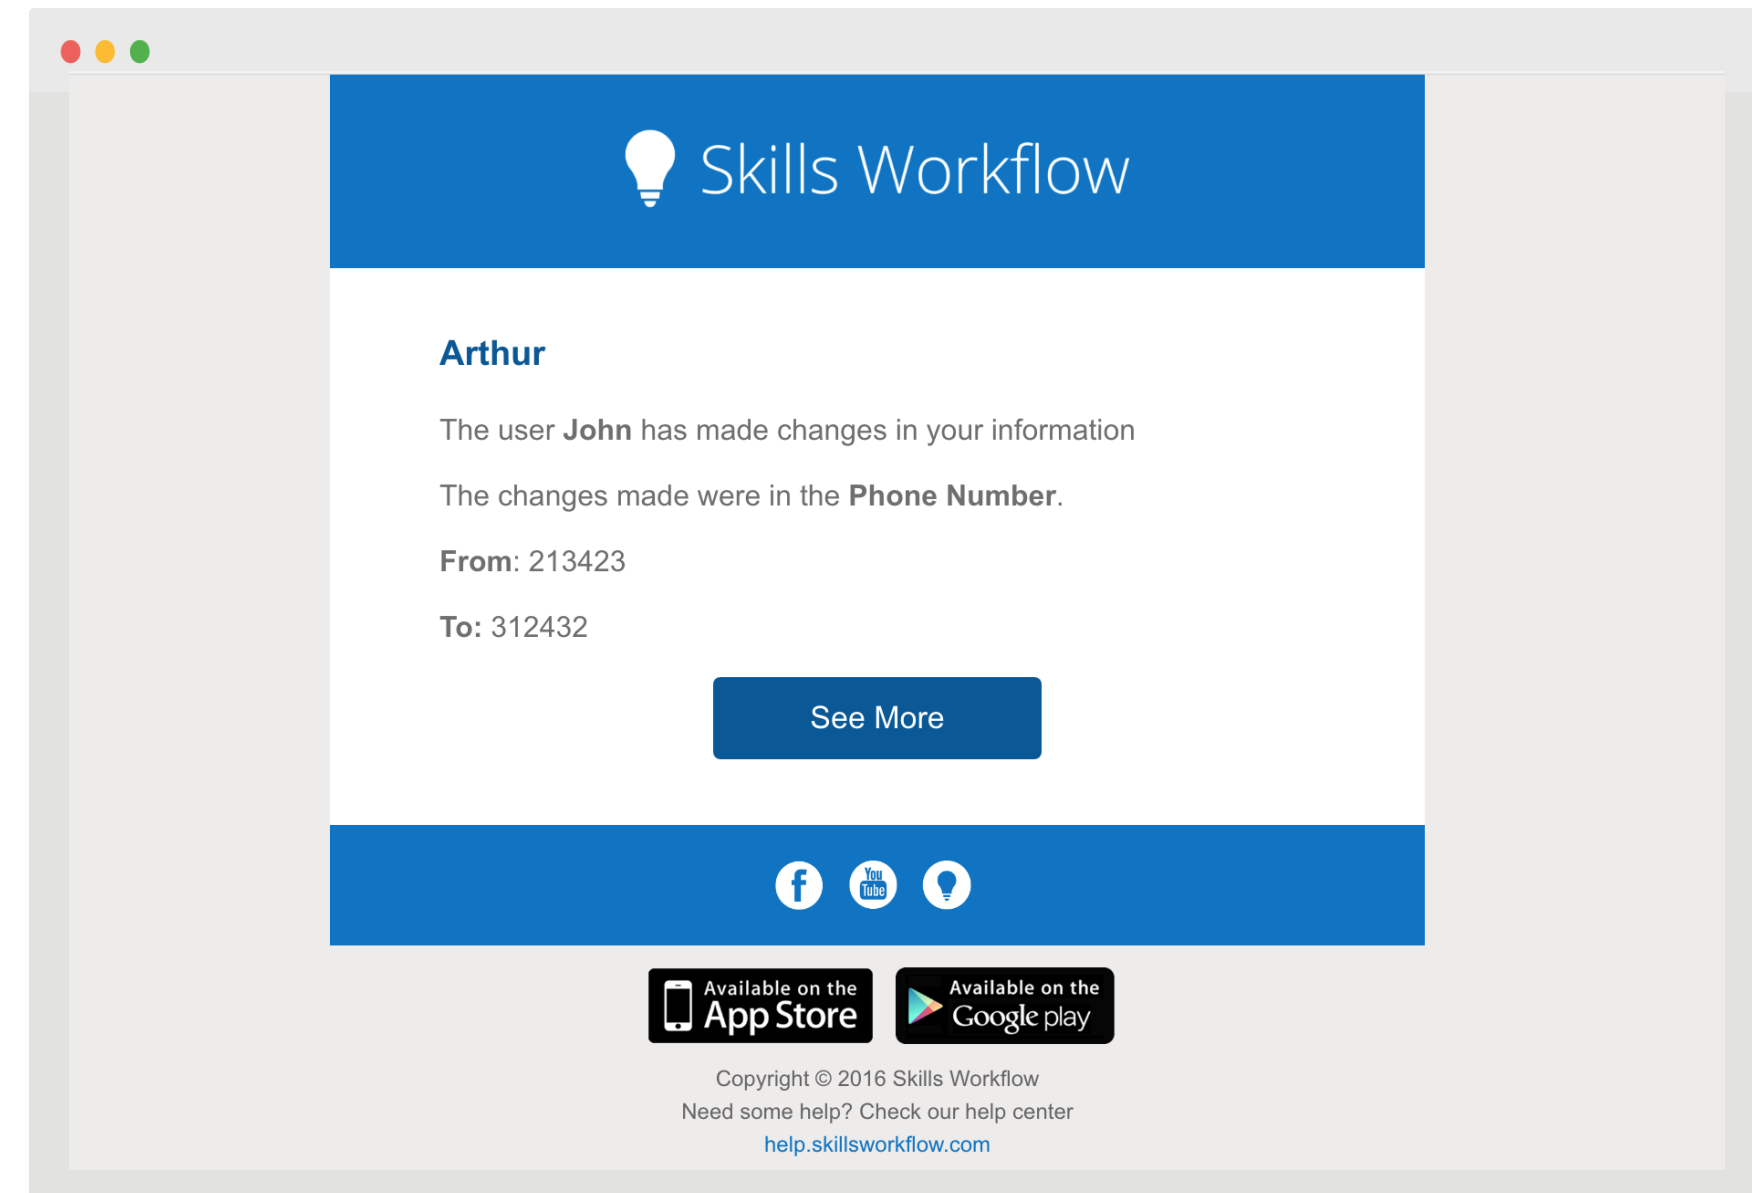 Skills Workflow
Arthur
The user John has made changes in your information
The changes made were in the Phone Number.
From: 213423
To: 312432
See More
f You Tube
Available on the
App Store
Available on the
Google play
Copyright © 2016 Skills Workflow
Need some help? Check our help center
help.skillsworkflow.com